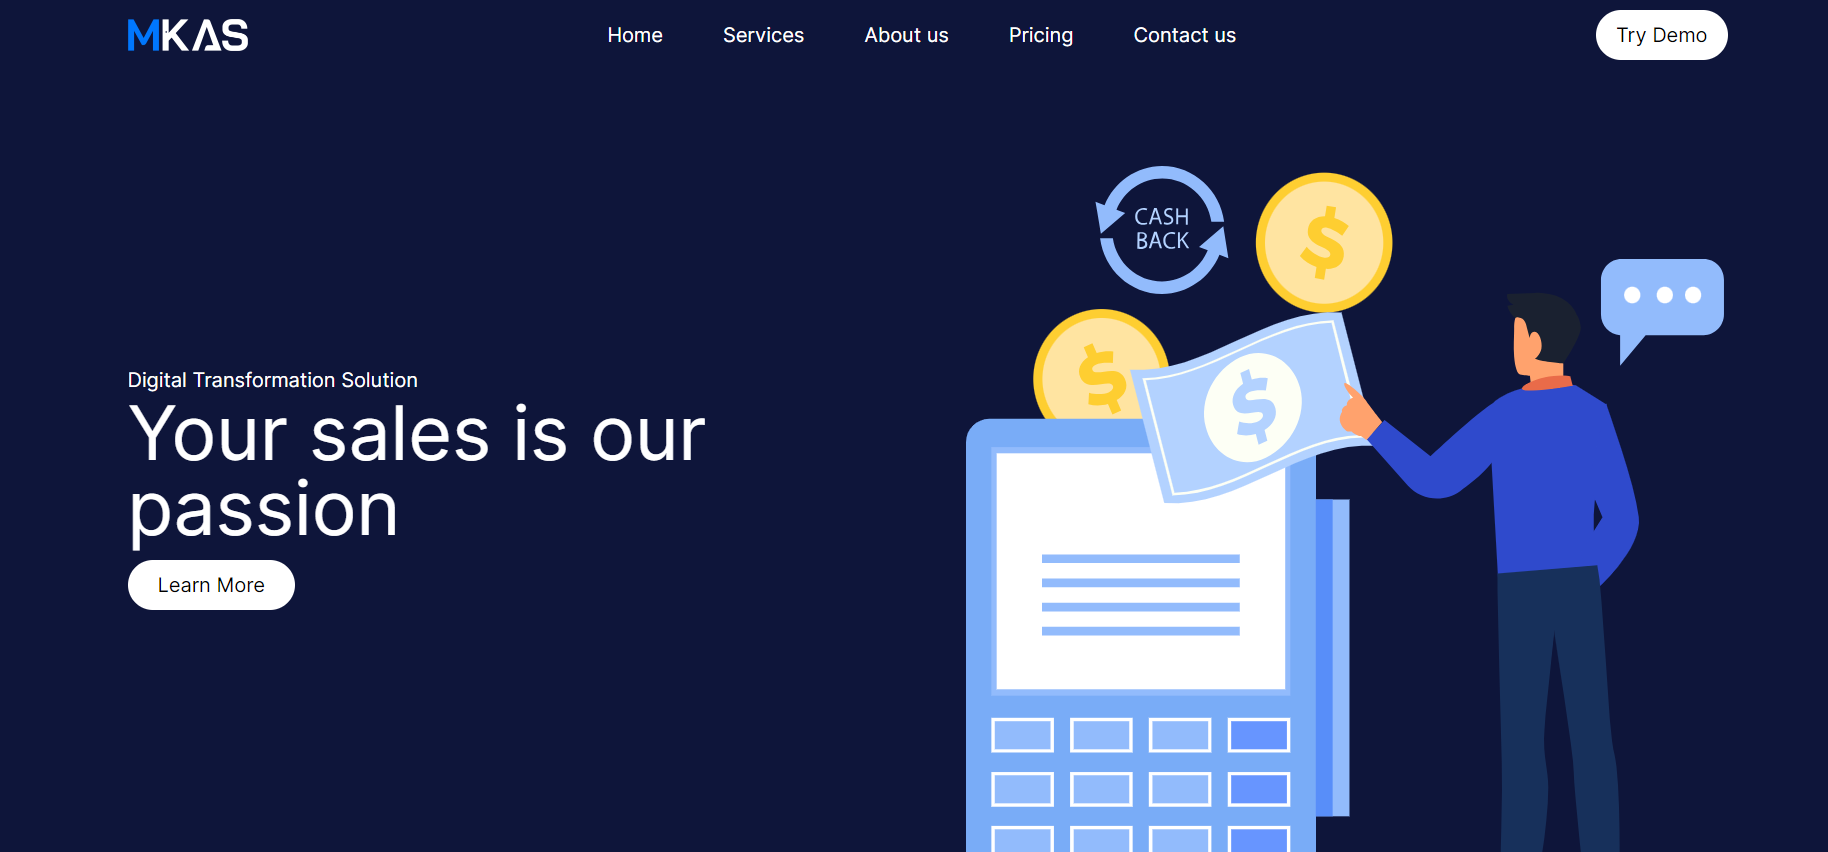 MKAS
Home
Services
About us
Pricing
Contact us
Try Demo
CASH
BACK
$
$
$
Digital Transformation Solution
Your sales is our
passion
Learn More